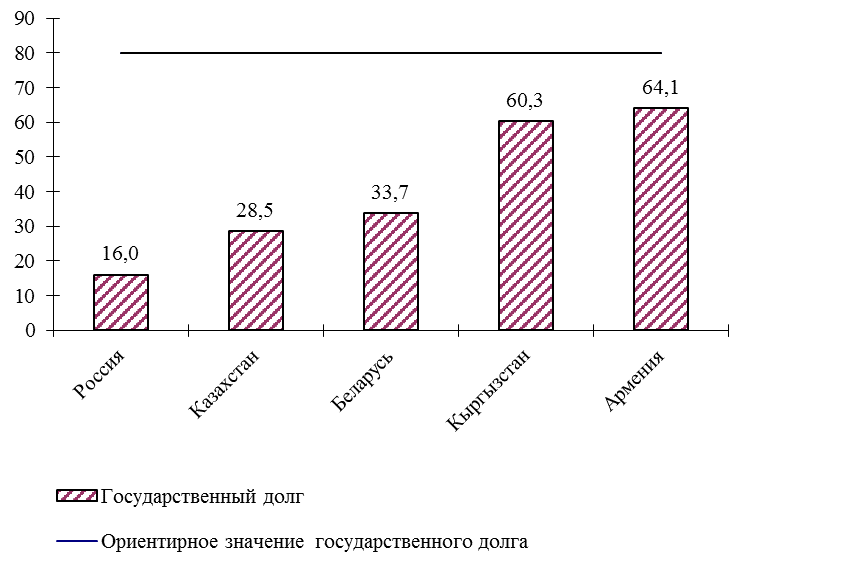 90
80
70
60
50
40
30
20
10
0
16,0
28,5
33,7
60,3
64,1
Россия
Казахстан
Беларусь
Кыргызстан
Армения
Государственный долг
Ориентирное значение государственного долга